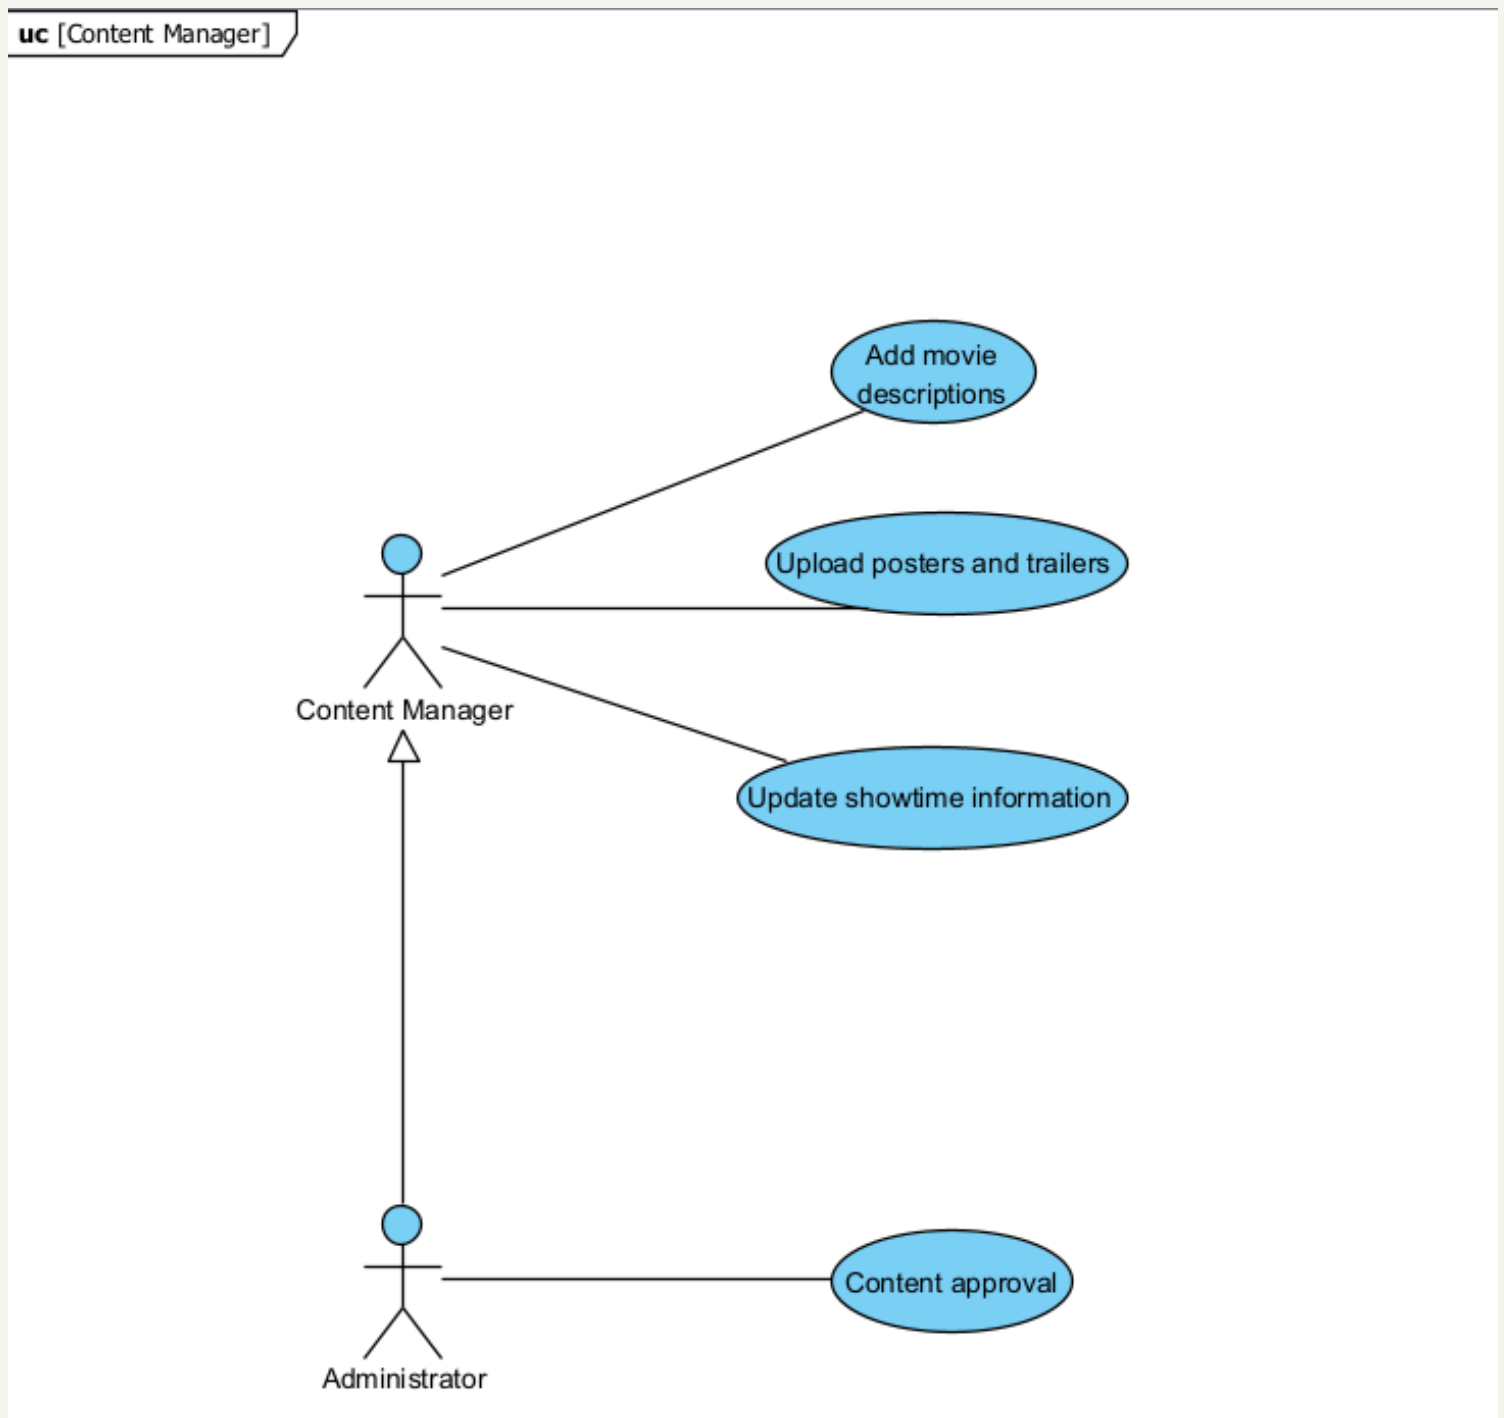 uc [Content Manager]
Add movie
descriptions
Upload posters and trailers
Content Manager
Update showtime information
Content approval
Administrator